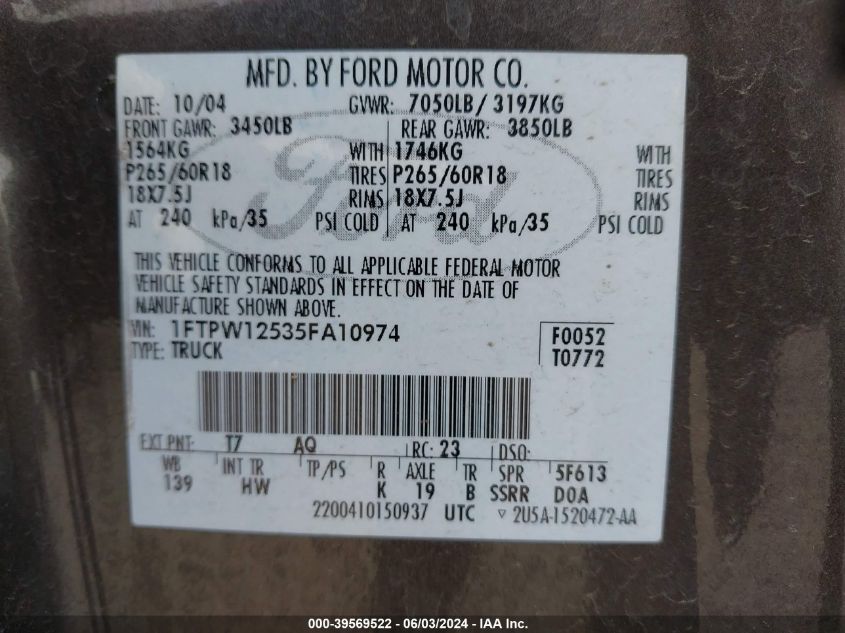 MFD. BY FORD MOTOR CO.
DATE: 10/04 GVWR: 7050LB/ 3197KG
FRONT GAWR: 3450LB REAR GAWR: 3850LB
1564KG WITH 1746KG WITH
P265/60R18 TIRES P265/60R18 TIRES
18X7.5J RIMS 18X7.5J RIMS
AT 240 kPa/35 PSI COLD AT 240 kPa/35 PSI COLD
Ford
THIS VEHICLE CONFORMS TO ALL APPLICABLE FEDERAL MOTOR
VEHICLE SAFETY STANDARDS IN EFFECT ON THE DATE OF
MANUFACTURE SHOWN ABOVE.
VIN: 1FTPW12535FA10974 F0052
TYPE: TRUCK T0772
EXT PNT: T7 AQ RC: 23 DSO:
WB INT TR TP/PS R AXLE TR SPR 5F613
139 HW K 19 B SSRR DOA
2200410150937 UTC ▽ 2U5A-1520472-AA
000-39569522 - 06/03/2024 - IAA Inc.